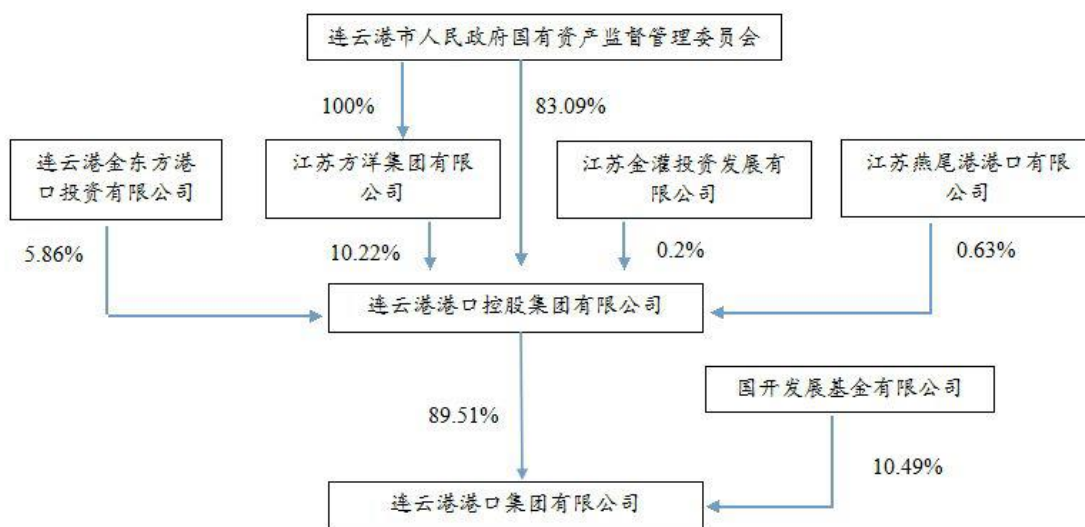 连云港市人民政府国有资产监督管理委员会
100%
83.09%
连云港金东方港
口投资有限公司
江苏方洋集团有限
公司
江苏金灌投资发展有
限公司
江苏燕尾港港口有限
公司
5.86%
10.22%
0.2%
0.63%
连云港港口控股集团有限公司
国开发展基金有限公司
89.51%
10.49%
连云港港口集团有限公司